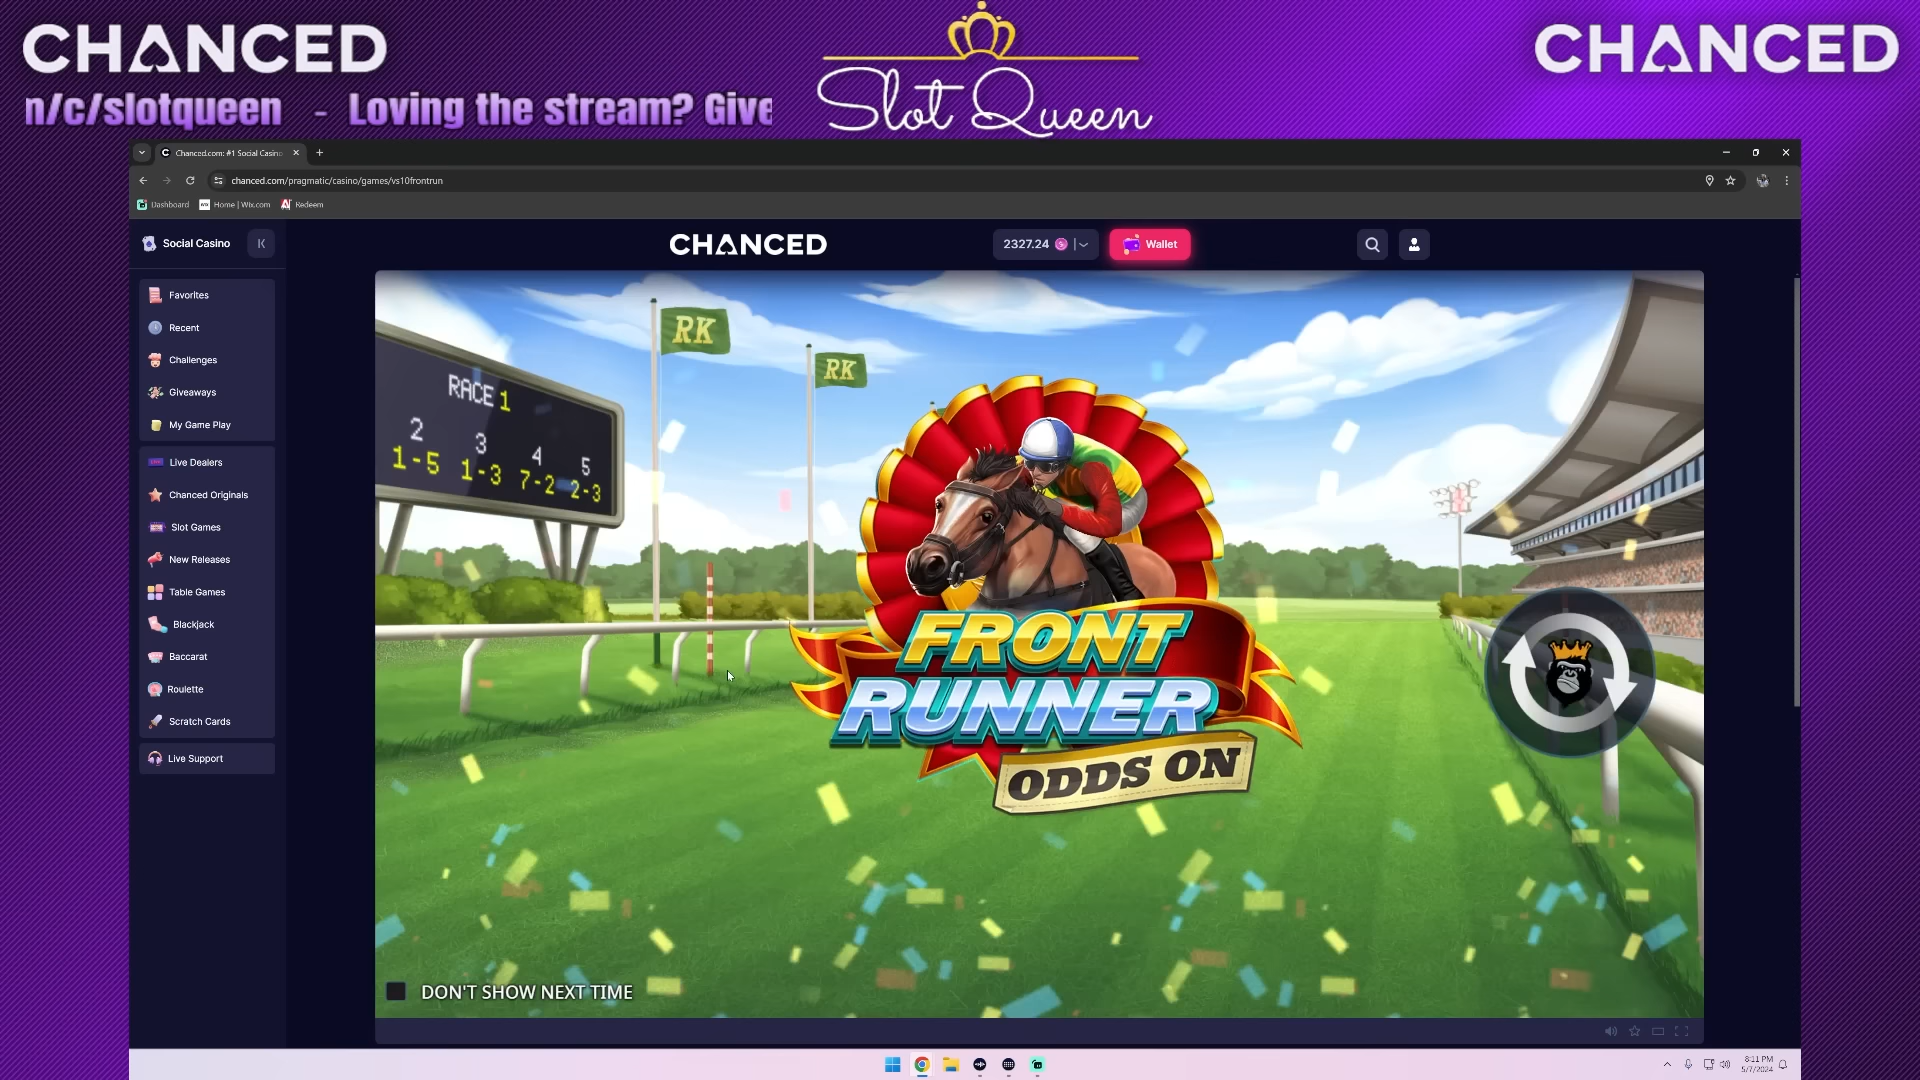 CHANCED
Slot Queen
CHANCED
n/c/slotqueen - Loving the stream? Give
Chanced.com: #1 Social Casino
chanced.com/pragmatic/casino/games/vs10frontrun
Dashboard
Home | Wix.com
Redeem
Social Casino
CHANCED
2327.24
Wallet
Favorites
Recent
Challenges
Giveaways
My Game Play
Live Dealers
Chanced Originals
Slot Games
New Releases
Table Games
Blackjack
Baccarat
Roulette
Scratch Cards
Live Support
RK
RK
RACE 1
2 3 4 5
1-5 1-3 7-2 2-3
FRONT
RUNNER
ODDS ON
DON'T SHOW NEXT TIME
8:11 PM
5/7/2024